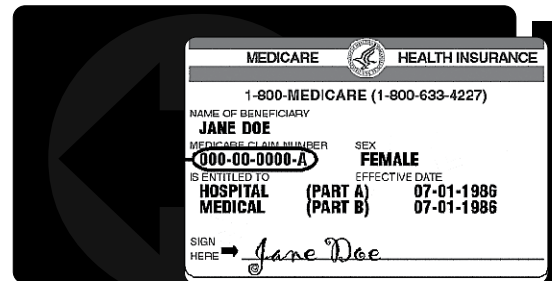 MEDICARE HEALTH INSURANCE
1-800-MEDICARE (1-800-633-4227)
NAME OF BENEFICIARY
JANE DOE
MEDICARE CLAIM NUMBER SEX
000-00-0000-A FEMALE
IS ENTITLED TO EFFECTIVE DATE
HOSPITAL (PART A) 07-01-1986
MEDICAL (PART B) 07-01-1986
SIGN
HERE Jane Doe